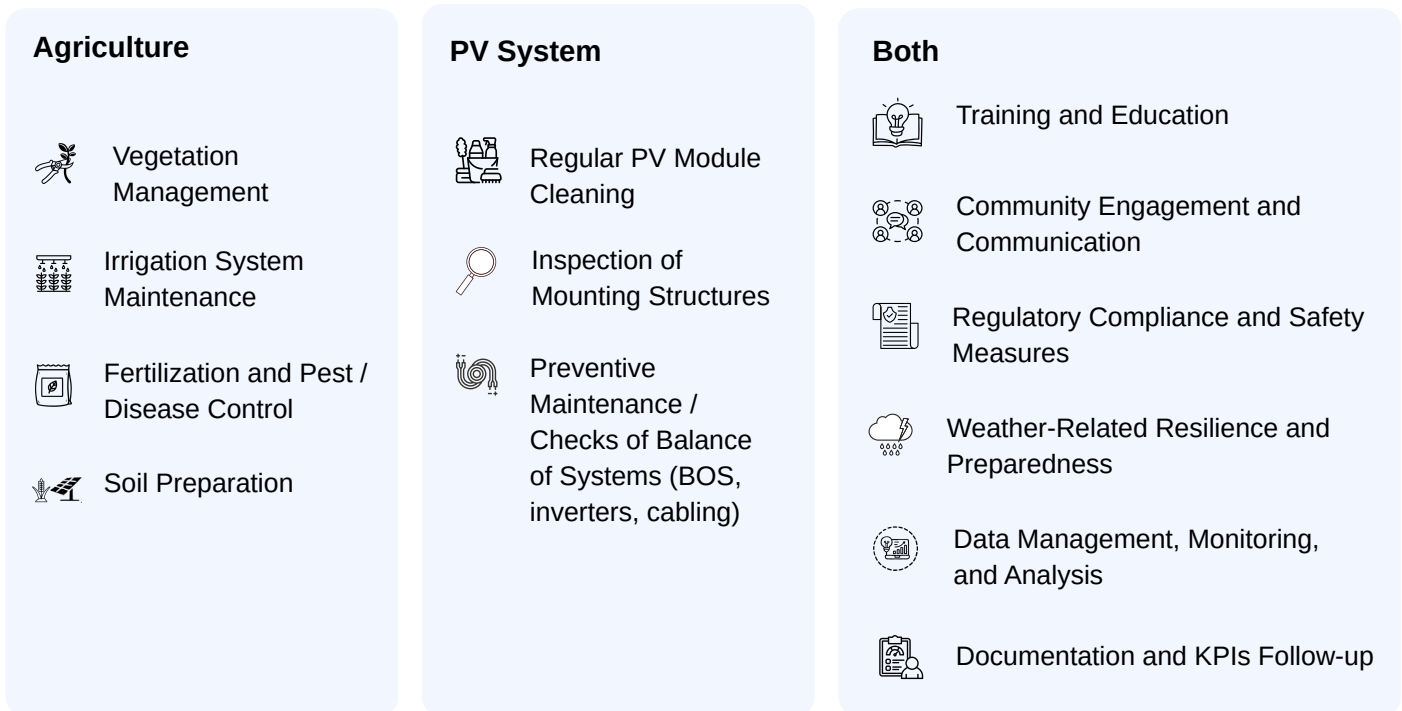 Agriculture
Vegetation
Management
Irrigation System
Maintenance
Fertilization and Pest /
Disease Control
Soil Preparation
PV System
Regular PV Module
Cleaning
Inspection of
Mounting Structures
Preventive
Maintenance /
Checks of Balance
of Systems (BOS,
inverters, cabling)
Both
Training and Education
Community Engagement and
Communication
Regulatory Compliance and Safety
Measures
Weather-Related Resilience and
Preparedness
Data Management, Monitoring,
and Analysis
Documentation and KPIs Follow-up